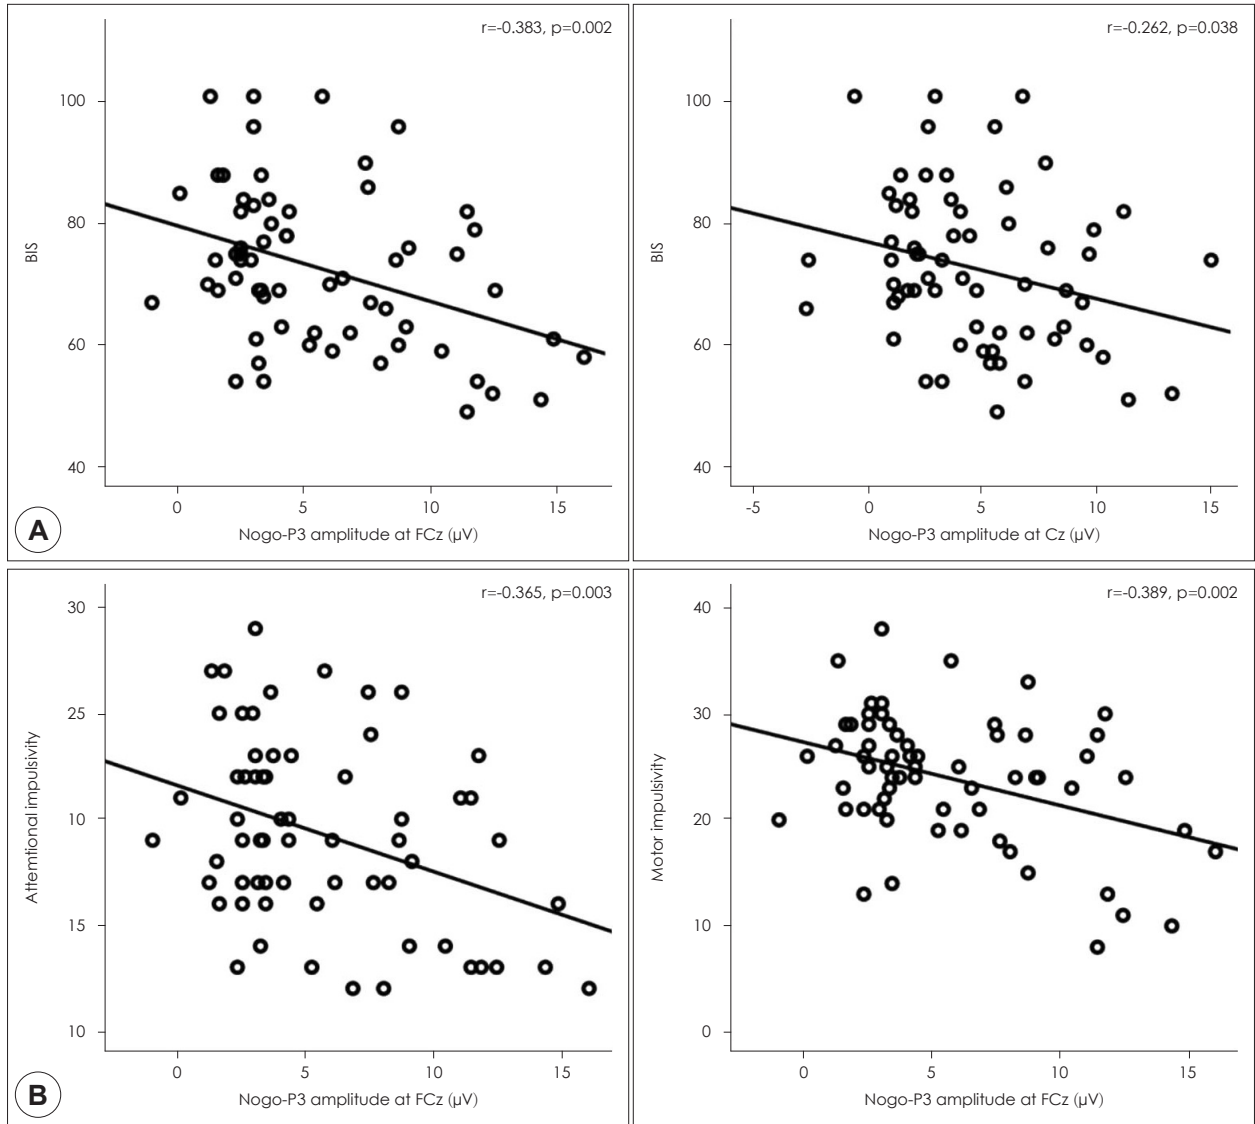 r=-0.383, p=0.002
100
80
60
40
BIS
0
5
10
15
Nogo-P3 amplitude at FCz (µV)
A
r=-0.262, p=0.038
100
80
60
40
BIS
-5
0
5
10
15
Nogo-P3 amplitude at Cz (µV)
r=-0.365, p=0.003
30
25
10
15
10
Attemtional impulsivity
0
5
10
15
Nogo-P3 amplitude at FCz (µV)
B
r=-0.389, p=0.002
40
30
20
10
0
Motor impulsivity
0
5
10
15
Nogo-P3 amplitude at FCz (µV)